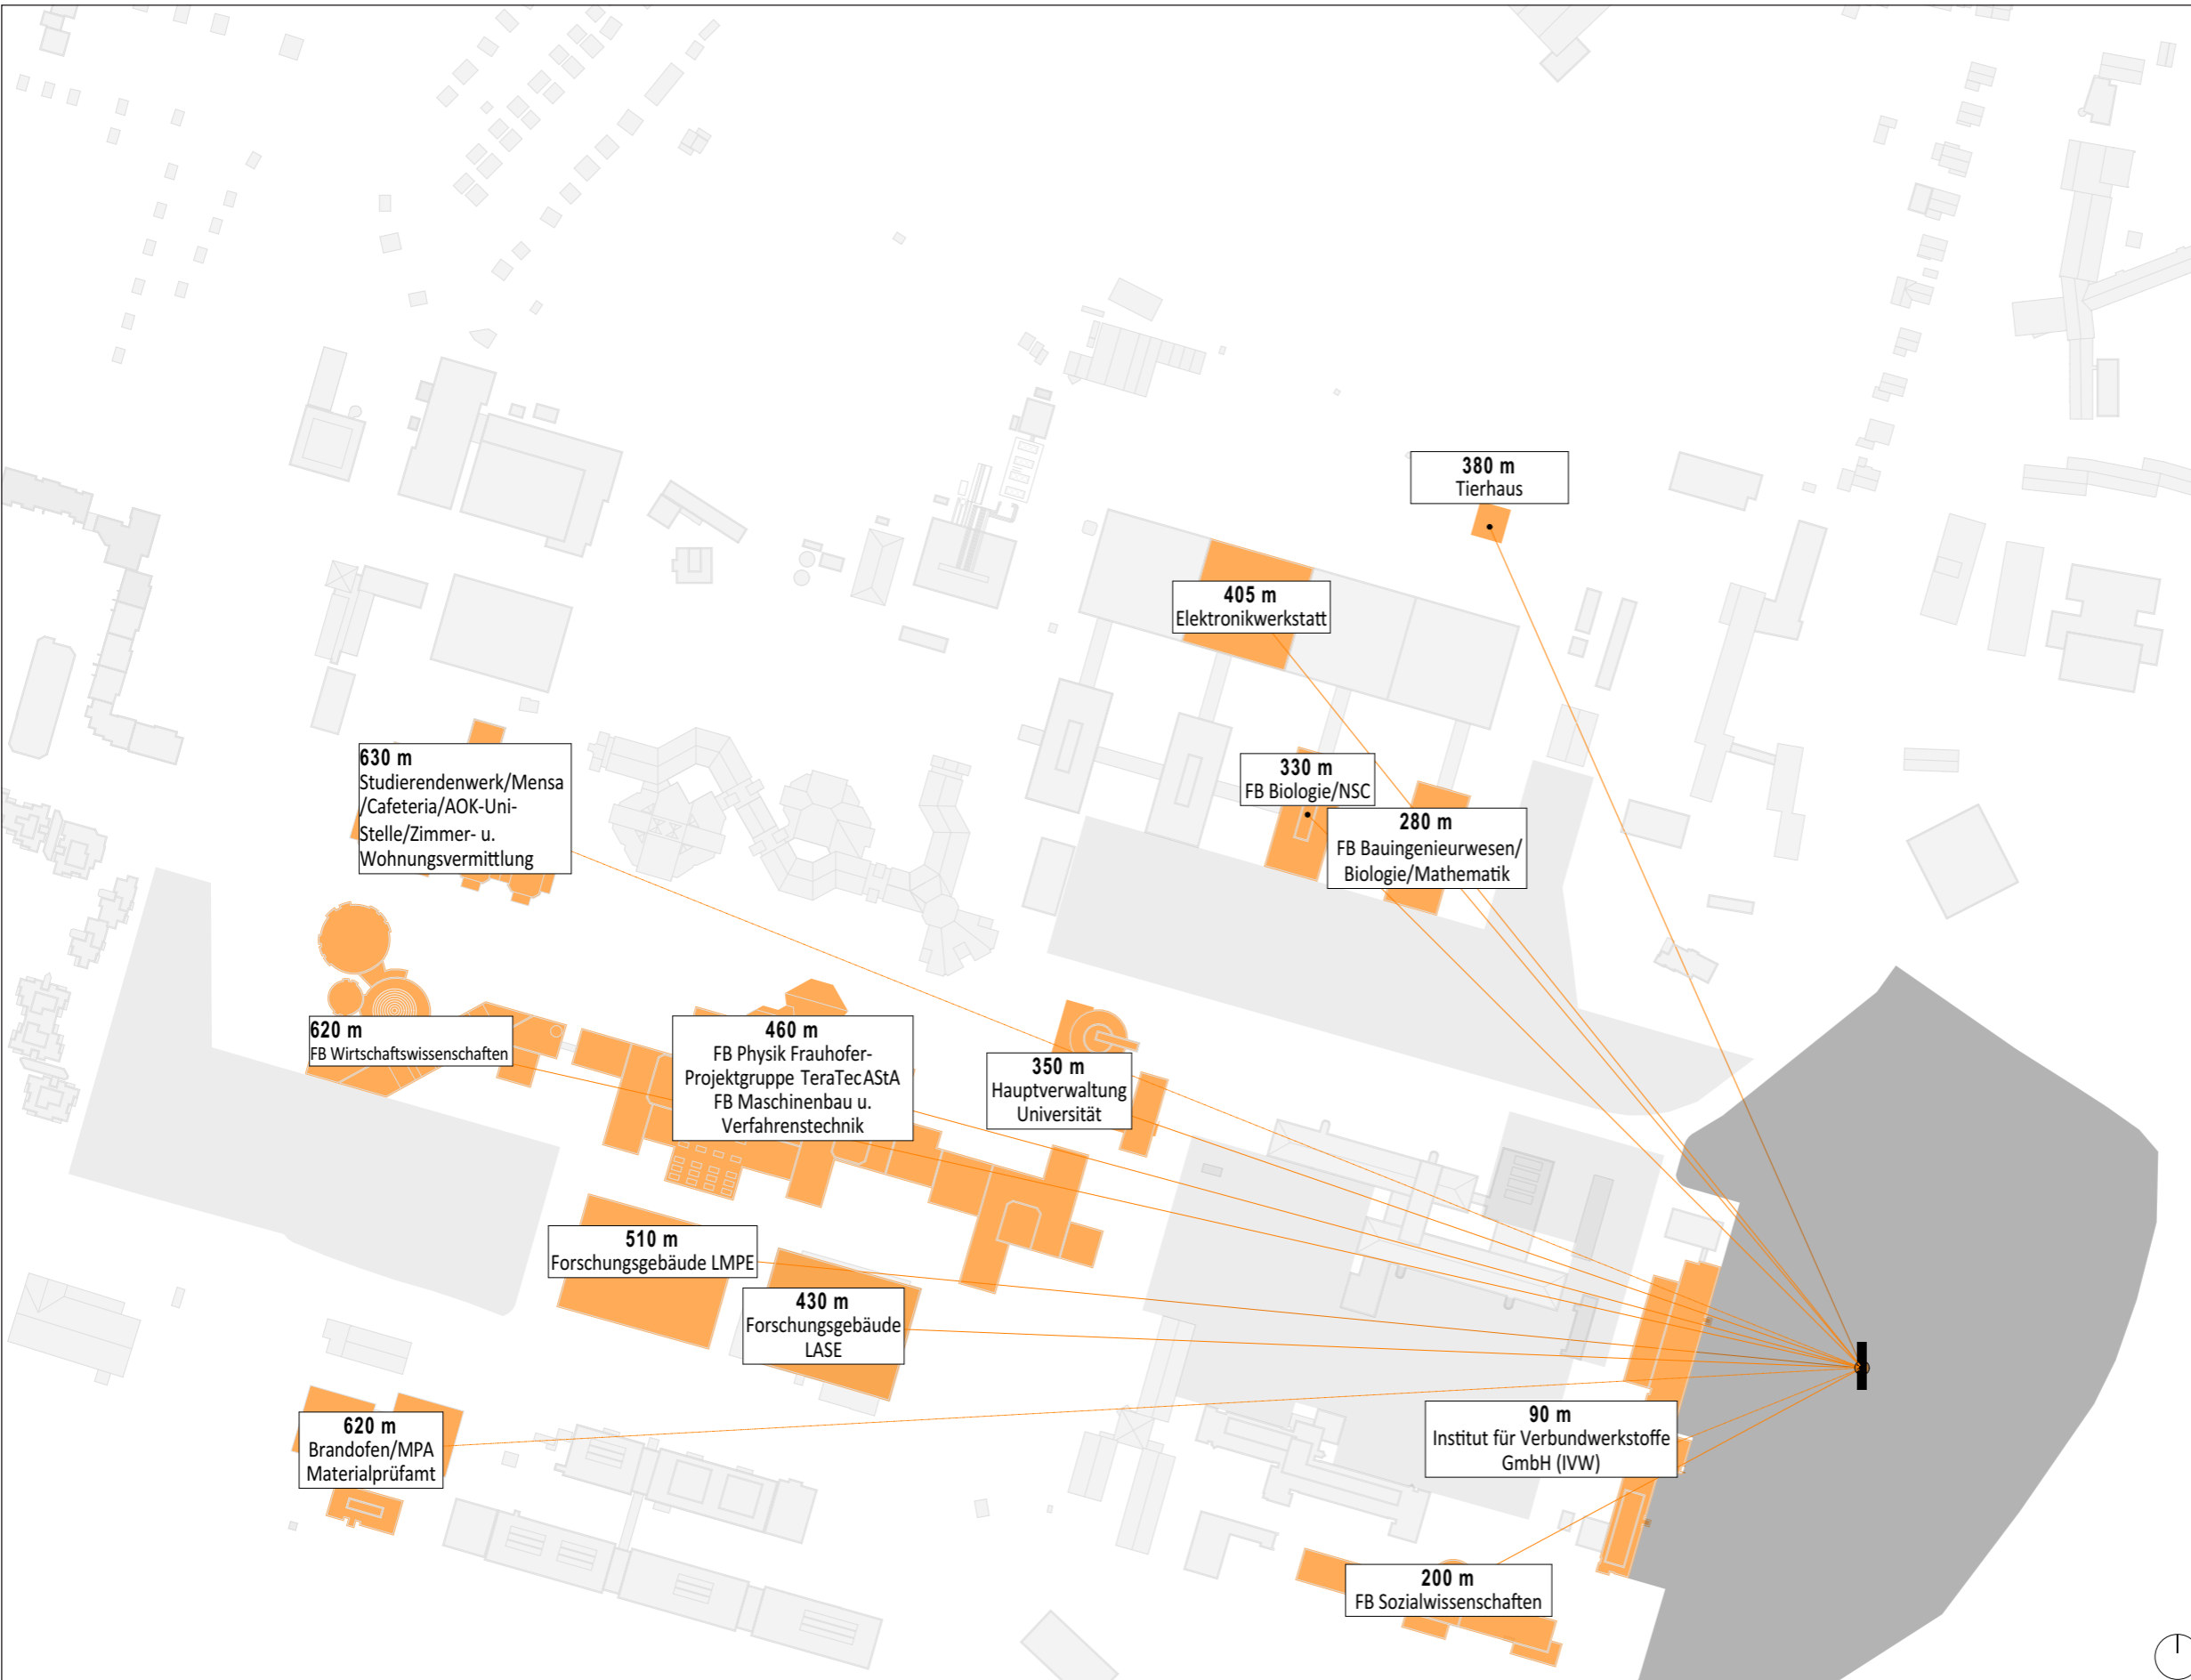 380 m
Tierhaus
405 m
Elektronikwerkstatt
630 m
Studierendenwerk/Mensa
/Cafeteria/AOK-Uni-
Stelle/Zimmer- u.
Wohnungsvermittlung
330 m
FB Biologie/NSC
280 m
FB Bauingenieurwesen/
Biologie/Mathematik
620 m
FB Wirtschaftswissenschaften
460 m
FB Physik Frauhofer-
Projektgruppe TeraTecAStA
FB Maschinenbau u.
Verfahrenstechnik
350 m
Hauptverwaltung
Universität
510 m
Forschungsgebäude LMPE
430 m
Forschungsgebäude
LASE
620 m
Brandofen/MPA
Materialprüfamt
90 m
Institut für Verbundwerkstoffe
GmbH (IVW)
200 m
FB Sozialwissenschaften